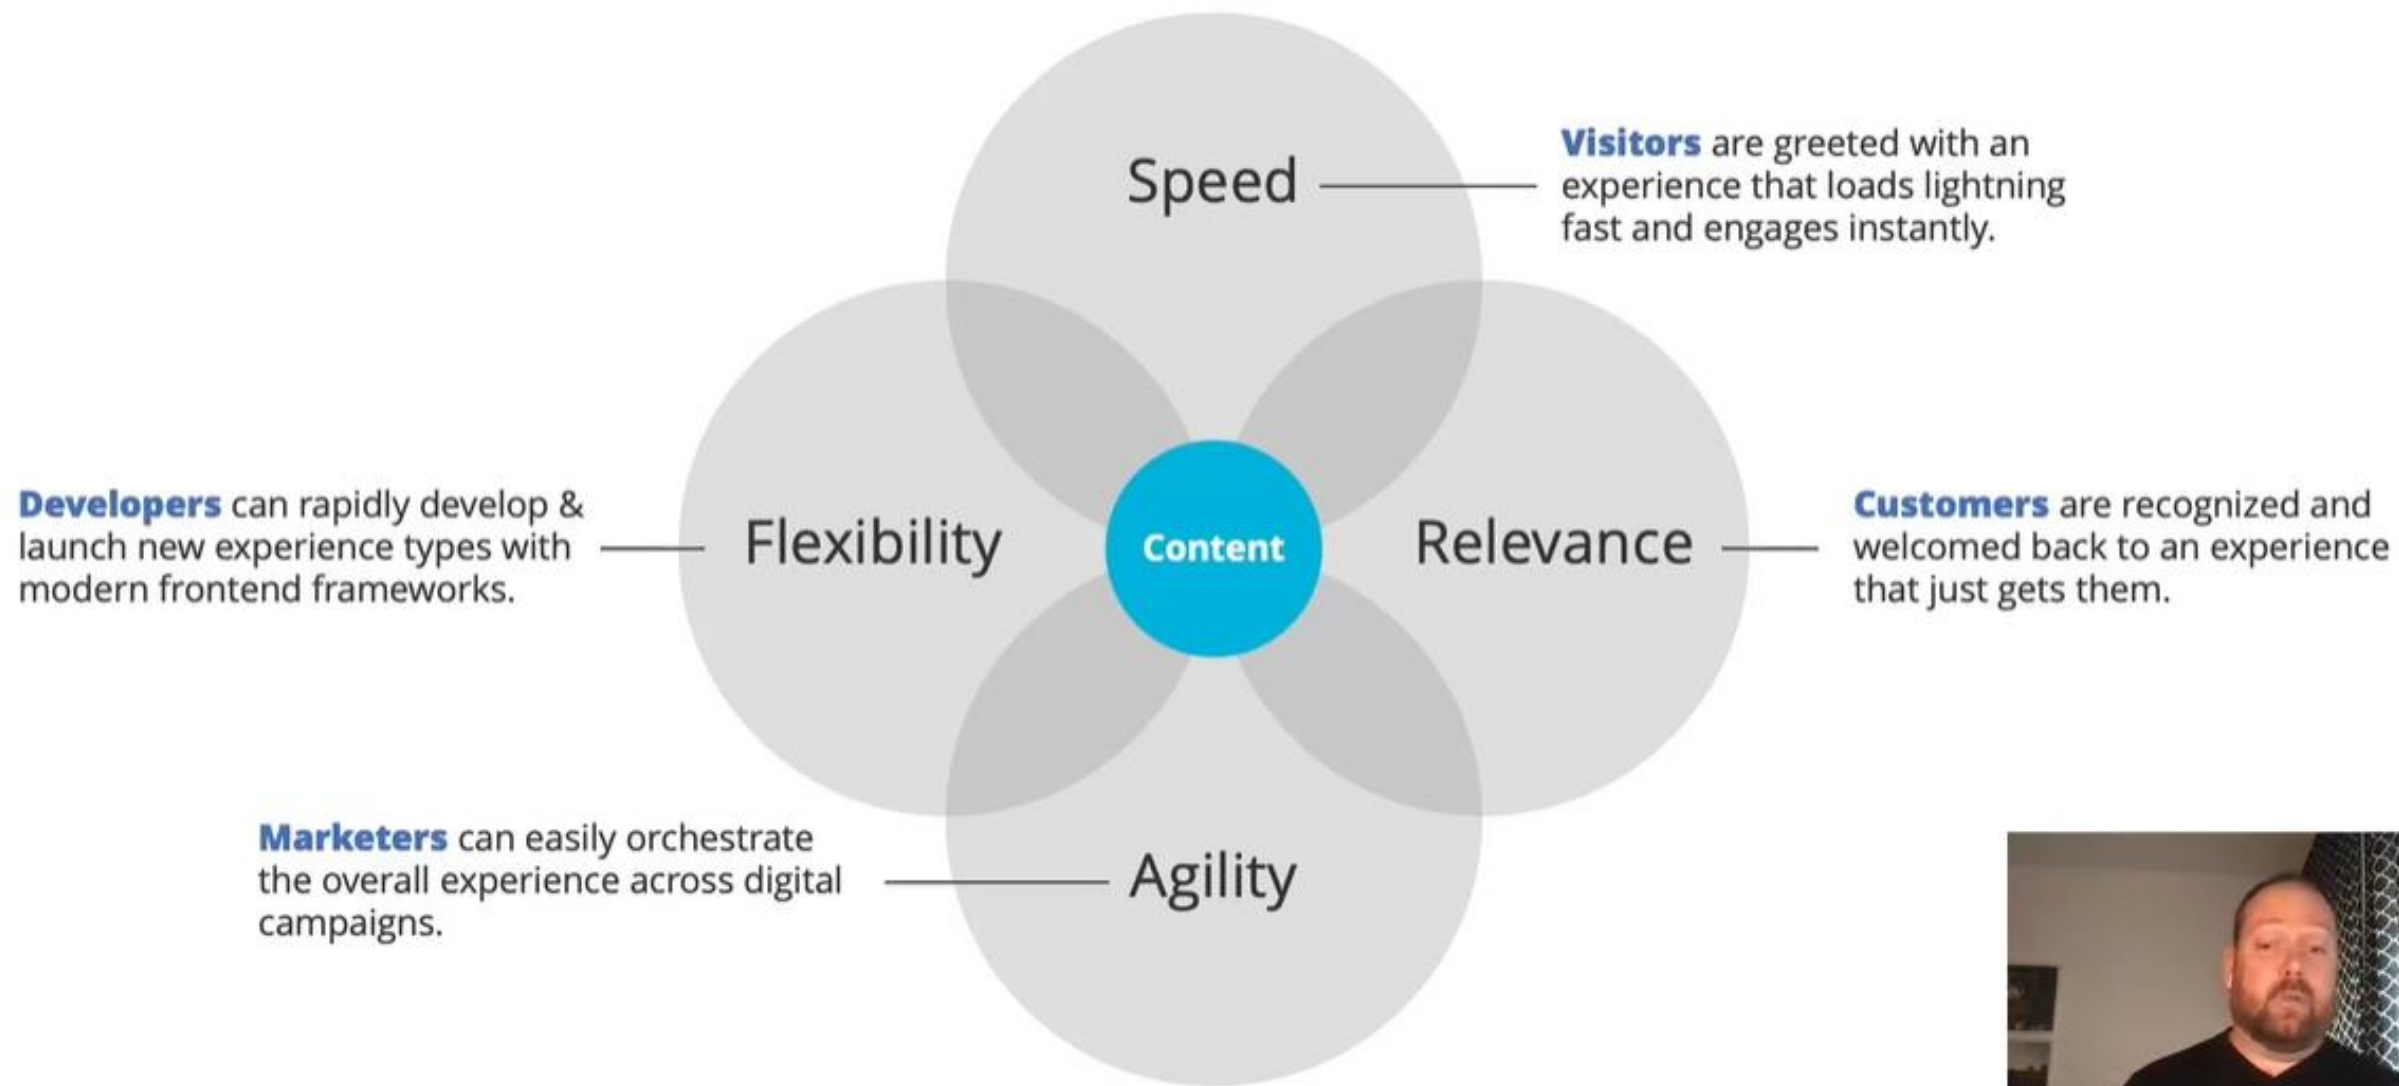 Speed
Visitors are greeted with an
experience that loads lightning
fast and engages instantly.
Developers can rapidly develop &
launch new experience types with
modern frontend frameworks.
Flexibility
Content
Relevance
Customers are recognized and
welcomed back to an experience
that just gets them.
Marketers can easily orchestrate
the overall experience across digital
campaigns.
Agility